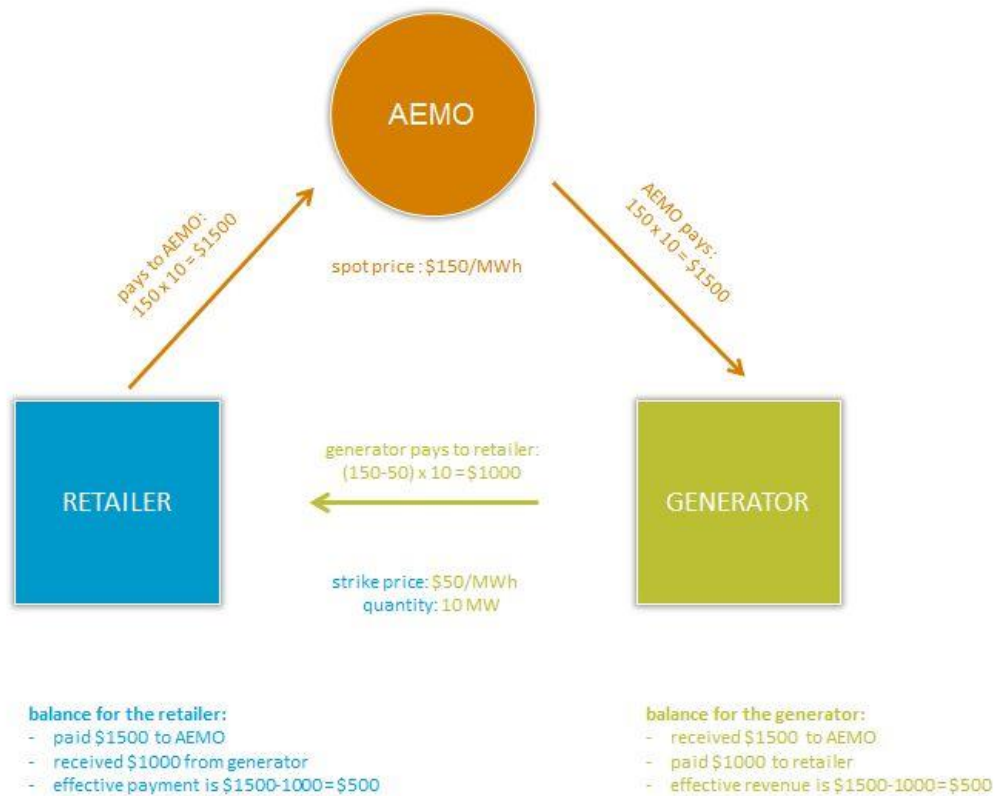 AEMO
pays to AEMO:
150 x 10 = $1500
AEMO pays:
150 x 10 = $1500
spot price : $150/MWh
RETAILER
generator pays to retailer:
(150-50) x 10 = $1000
GENERATOR
strike price: $50/MWh
quantity: 10 MW
balance for the retailer:
- paid $1500 to AEMO
- received $1000 from generator
- effective payment is $1500-1000=$500
balance for the generator:
- received $1500 to AEMO
- paid $1000 to retailer
- effective revenue is $1500-1000=$500